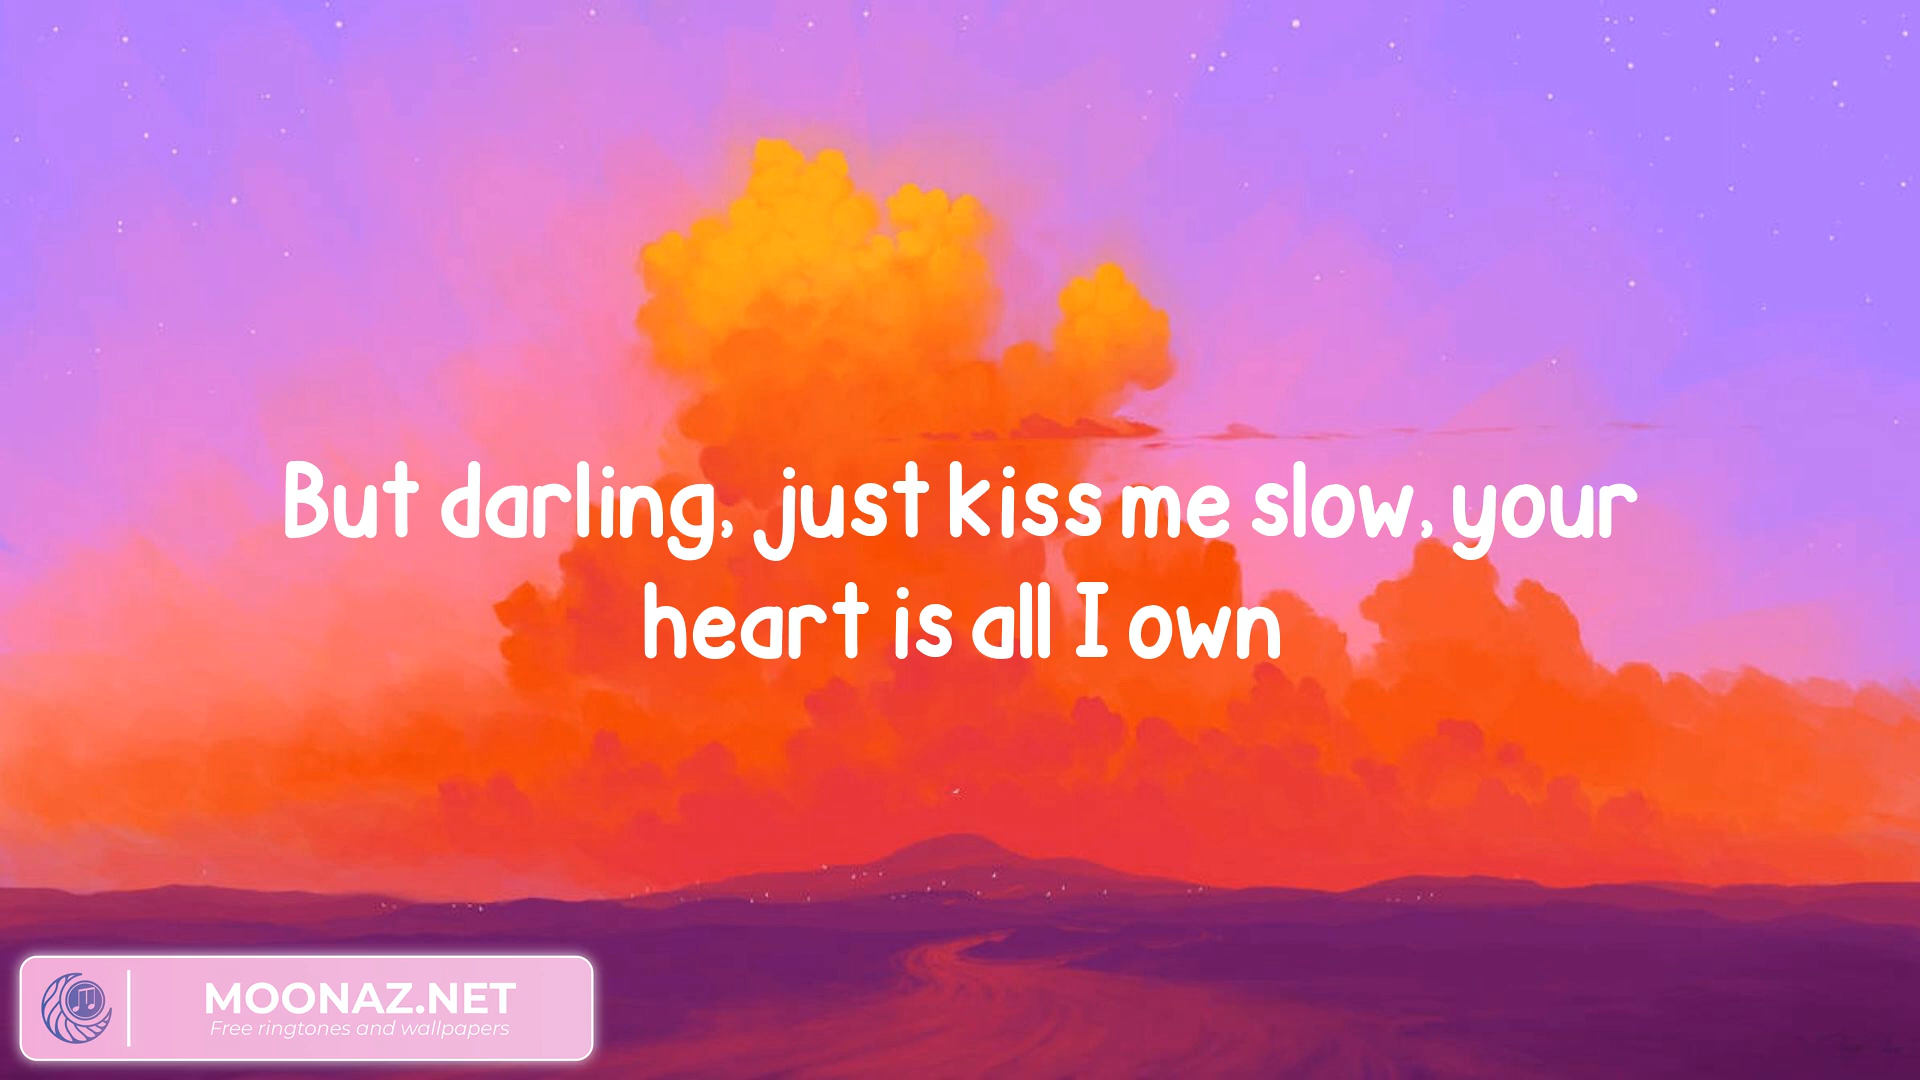 But darling, just kiss me slow, your
heart is all I own
MOONAZ.NET
Free ringtones and wallpapers